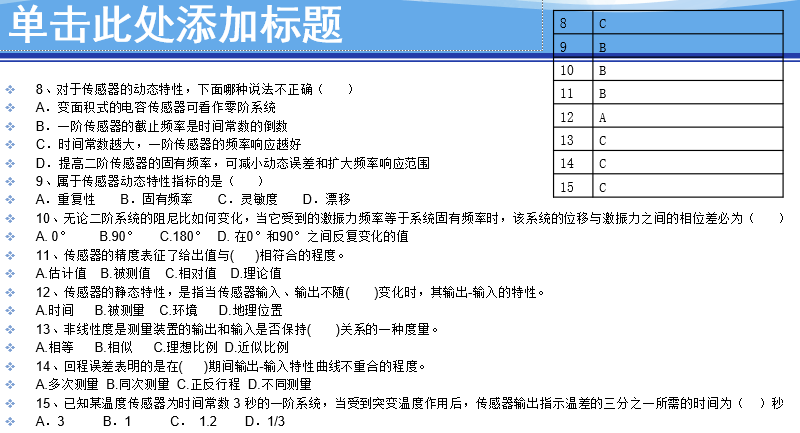 单击此处添加标题
8 C
9 B
10 B
11 B
12 A
13 C
14 C
15 C
8、对于传感器的动态特性，下面哪种说法不正确（　　）
A．变面积式的电容传感器可看作零阶系统
B．一阶传感器的截止频率是时间常数的倒数
C．时间常数越大，一阶传感器的频率响应越好
D．提高二阶传感器的固有频率，可减小动态误差和扩大频率响应范围
9、属于传感器动态特性指标的是（　　）
A．重复性　　B．固有频率　　C．灵敏度　　D．漂移
10、无论二阶系统的阻尼比如何变化，当它受到的激振力频率等于系统固有频率时，该系统的位移与激振力之间的相位差必为（　　）
A. 0°　　B.90°　　C.180°　D. 在0°和90°之间反复变化的值
11、传感器的精度表征了给出值与(　　)相符合的程度。
A.估计值　B.被测值　C.相对值　D.理论值
12、传感器的静态特性，是指当传感器输入、输出不随(　　)变化时，其输出-输入的特性。
A.时间　　B.被测量　C.环境　　D.地理位置
13、非线性度是测量装置的输出和输入是否保持(　　)关系的一种度量。
A.相等　　B.相似　　C.理想比例 D.近似比例
14、回程误差表明的是在(　　)期间输出-输入特性曲线不重合的程度。
A.多次测量 B.同次测量 C.正反行程 D.不同测量
15、已知某温度传感器为时间常数 3 秒的一阶系统，当受到突变温度作用后，传感器输出指示温差的三分之一所需的时间为（　）秒
A．3　　　B．1　　　C． 1.2　　D．1/3